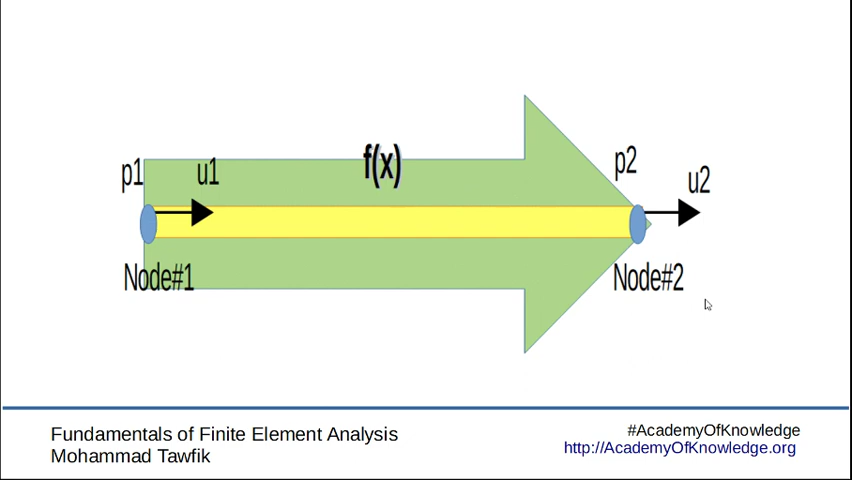 f(x)
p1
u1
p2
u2
Node#1
Node#2
Fundamentals of Finite Element Analysis
Mohammad Tawfik
#AcademyOfKnowledge
http://AcademyOfKnowledge.org